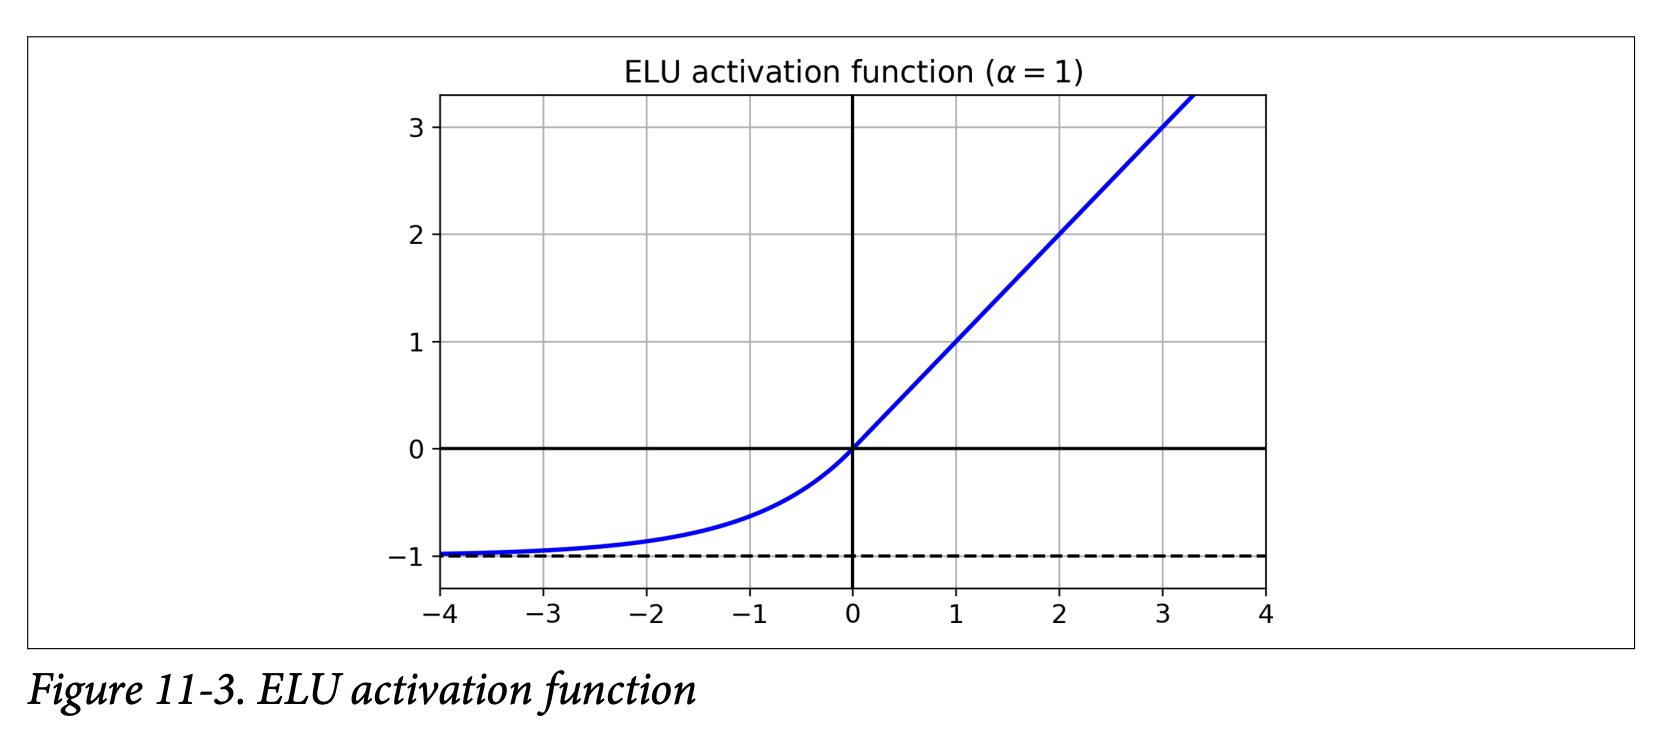 ELU activation function (α = 1)
3
2
1
0
−1
−4 −3 −2 −1 0 1 2 3 4
Figure 11-3. ELU activation function